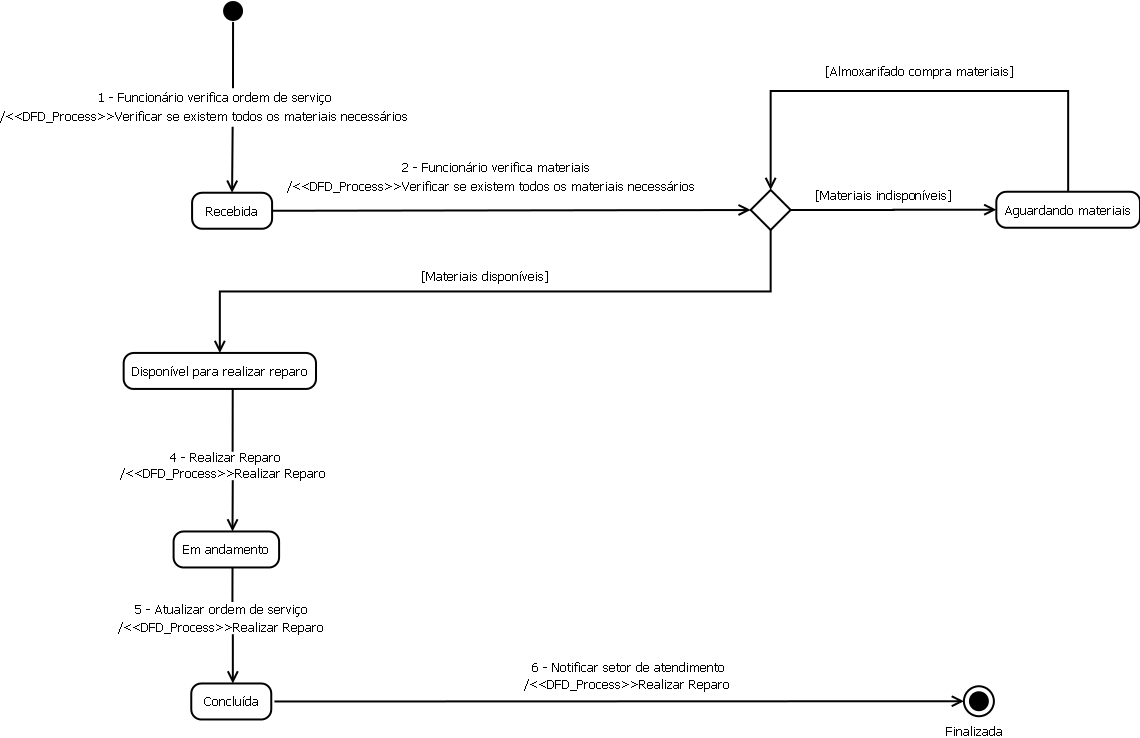 [Almoxarifado compra materiais]
1 - Funcionário verifica ordem de serviço
/<<DFD_Process>>Verificar se existem todos os materiais necessários
2 - Funcionário verifica materiais
/<<DFD_Process>>Verificar se existem todos os materiais necessários
[Materiais indisponíveis]
Recebida
Aguardando materiais
[Materiais disponíveis]
Disponível para realizar reparo
4 - Realizar Reparo
/<<DFD_Process>>Realizar Reparo
Em andamento
5 - Atualizar ordem de serviço
/<<DFD_Process>>Realizar Reparo
6 - Notificar setor de atendimento
/<<DFD_Process>>Realizar Reparo
Concluída
Finalizada